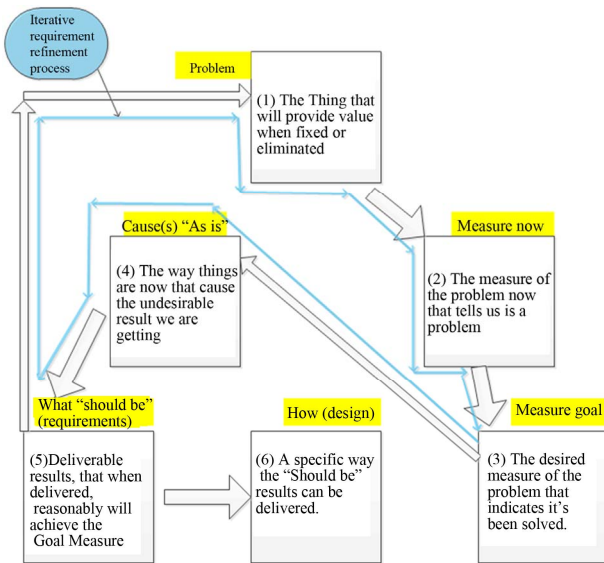 Iterative
requirement
refinement
process
Problem
(1) The Thing that
will provide value
when fixed or
eliminated
Measure now
(2) The measure of
the problem now
that tells us is a
problem
Measure goal
(3) The desired
measure of the
problem that
indicates it’s
been solved.
Cause(s) “As is”
(4) The way things
are now that cause
the undesirable
result we are
getting
What “should be”
(requirements)
(5)Deliverable
results, that when
delivered,
reasonably will
achieve the
Goal Measure
How (design)
(6) A specific way
the “Should be”
results can be
delivered.